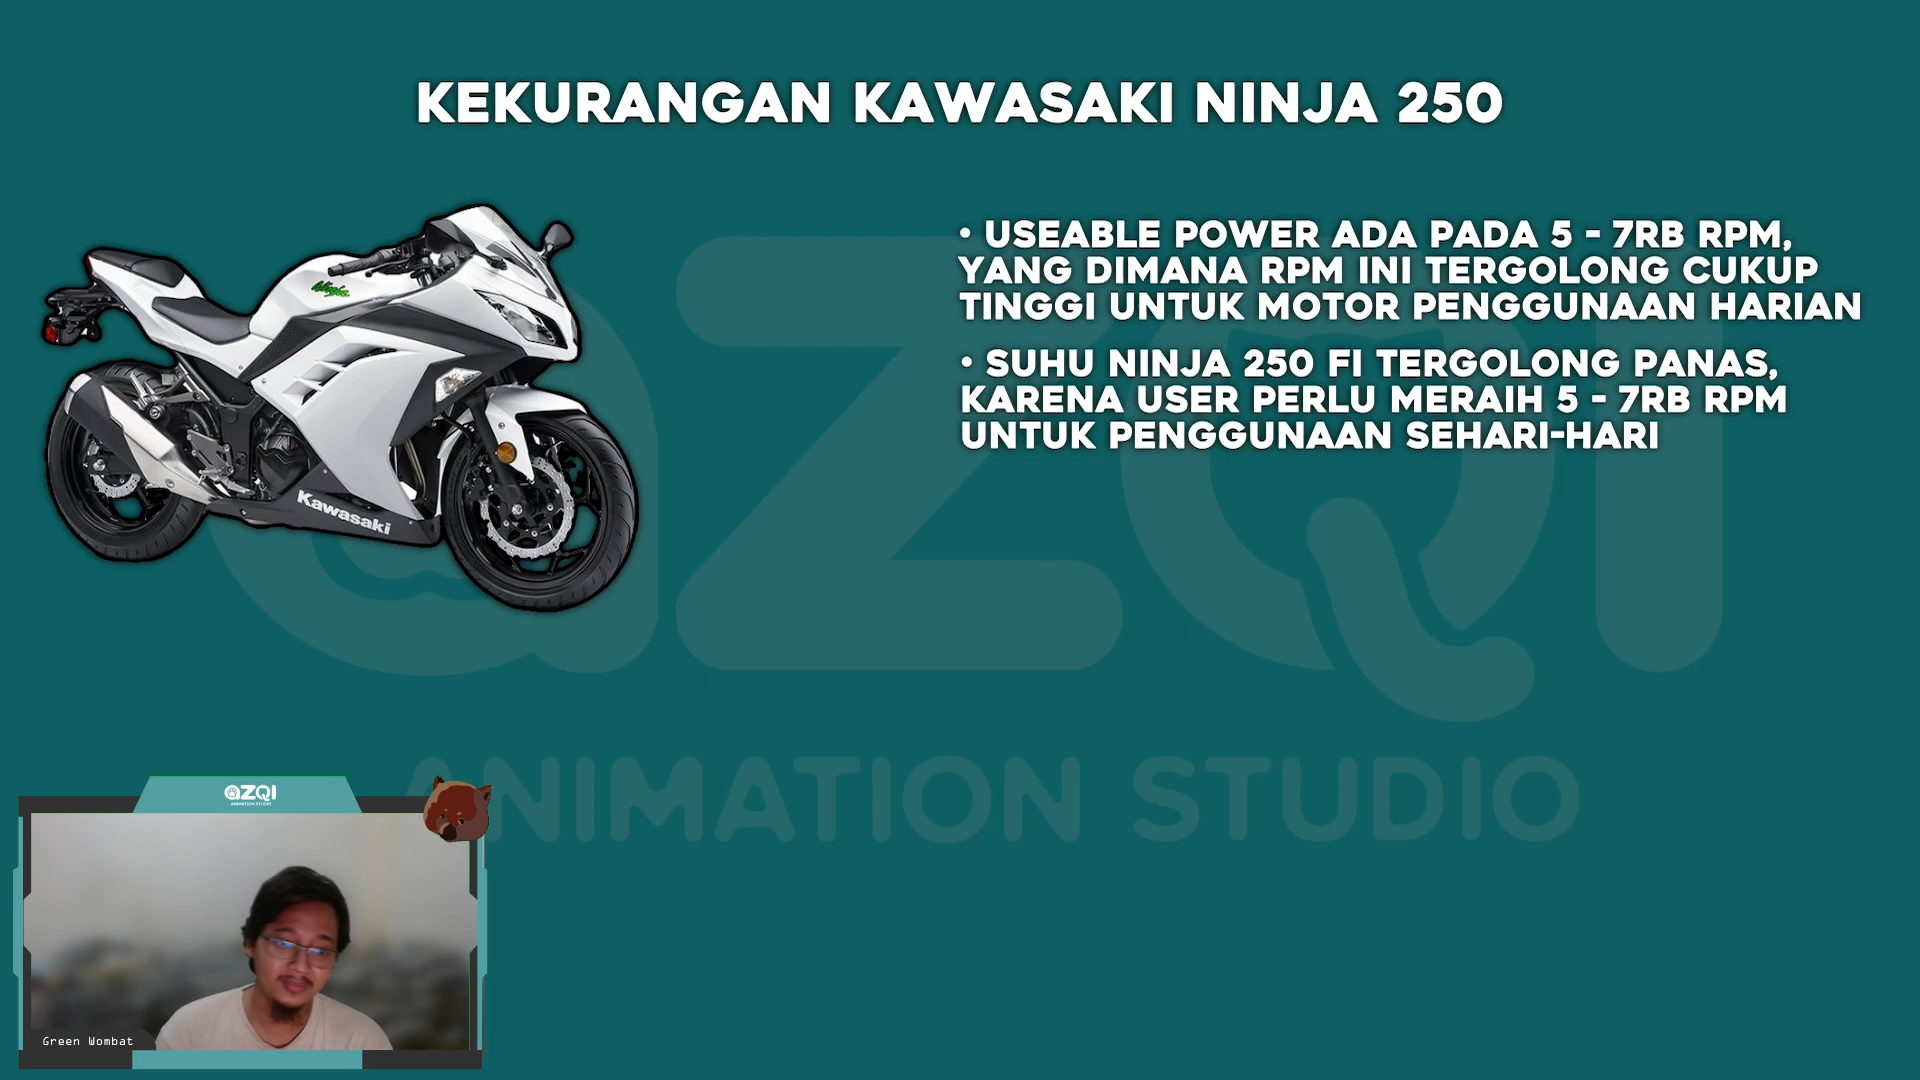 KEKURANGAN KAWASAKI NINJA 250
• USEABLE POWER ADA PADA 5 - 7RB RPM,
YANG DIMANA RPM INI TERGOLONG CUKUP
TINGGI UNTUK MOTOR PENGGUNAAN HARIAN
• SUHU NINJA 250 FI TERGOLONG PANAS,
KARENA USER PERLU MERAIH 5 - 7RB RPM
UNTUK PENGGUNAAN SEHARI-HARI
Ninja
Kawasaki
aZQI
ANIMATION STUDIO
aZQI
ANIMATION STUDIO
Green Wombat